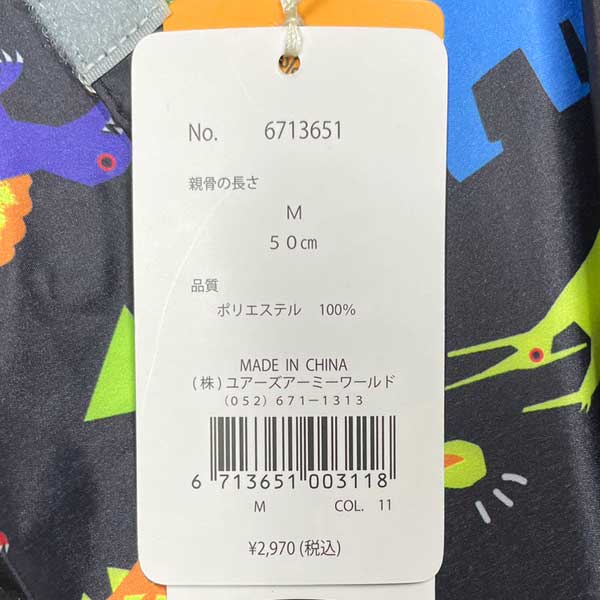 No. 6713651
親骨の長さ
M
50㎝
品質
ポリエステル 100%
MADE IN CHINA
(株)ユアーズアーミーワールド
(052)671-1313
6 713651 003118
M COL. 11
¥2,970(税込)